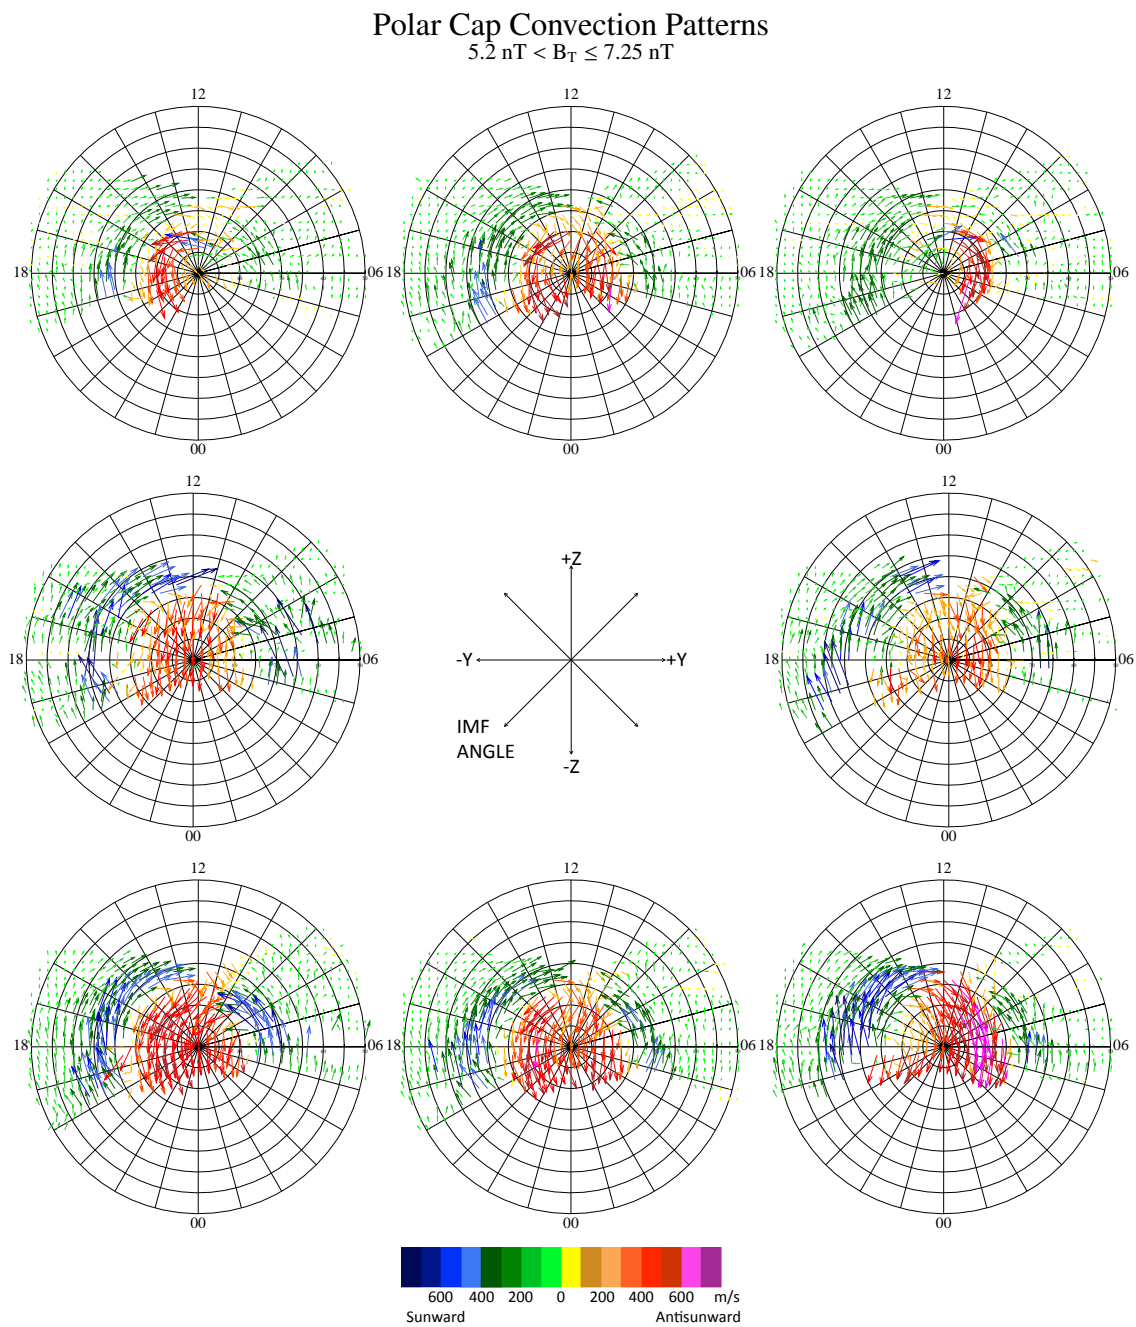 Polar Cap Convection Patterns
5.2 nT < B_T ≤ 7.25 nT
12 12 12
18 06 18 06 18 06
00 00 00
12 12
+Z
18 06 -Y +Y 18 06
IMF
ANGLE
-Z
00 00
12 12 12
18 06 18 06 18 06
00 00 00
600 400 200 0 200 400 600 m/s
Sunward Antisunward